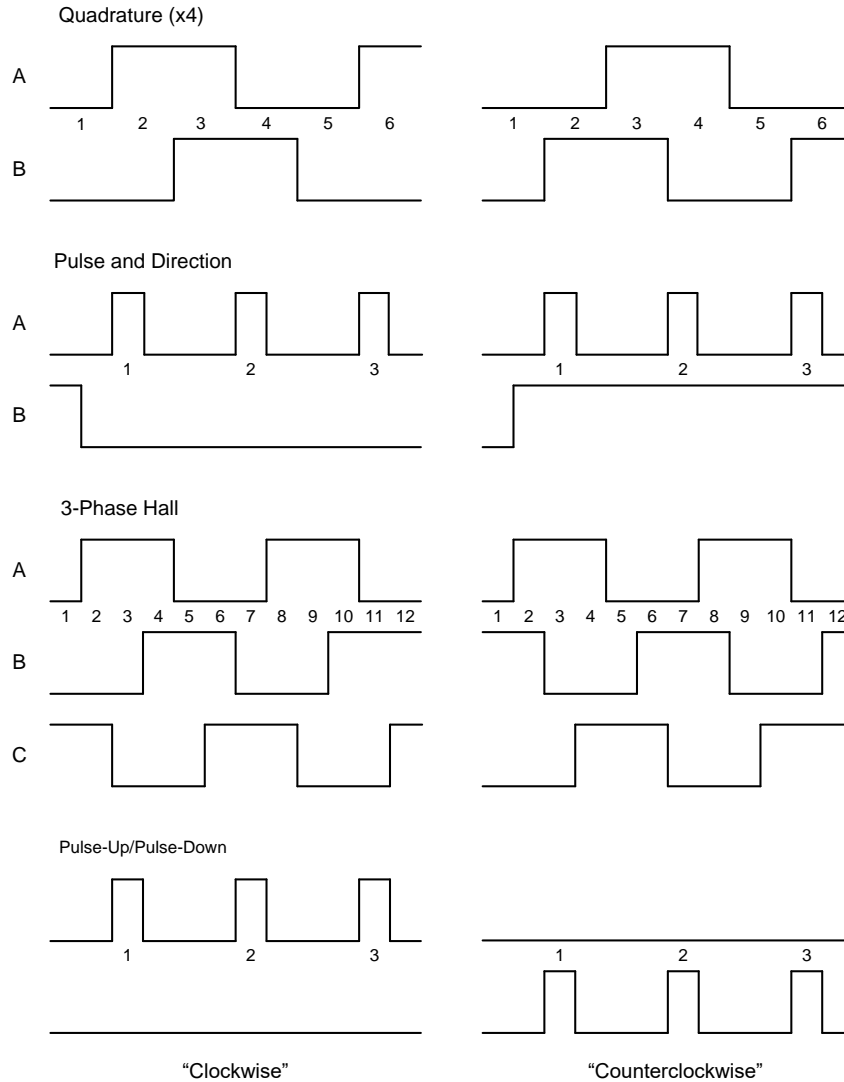 Quadrature (x4)
A
1 2 3 4 5 6
1 2 3 4 5 6
B
Pulse and Direction
A
1 2 3
1 2 3
B
3-Phase Hall
A
1 2 3 4 5 6 7 8 9 10 11 12
1 2 3 4 5 6 7 8 9 10 11 12
B
C
Pulse-Up/Pulse-Down
1 2 3
1 2 3
“Clockwise”
“Counterclockwise”